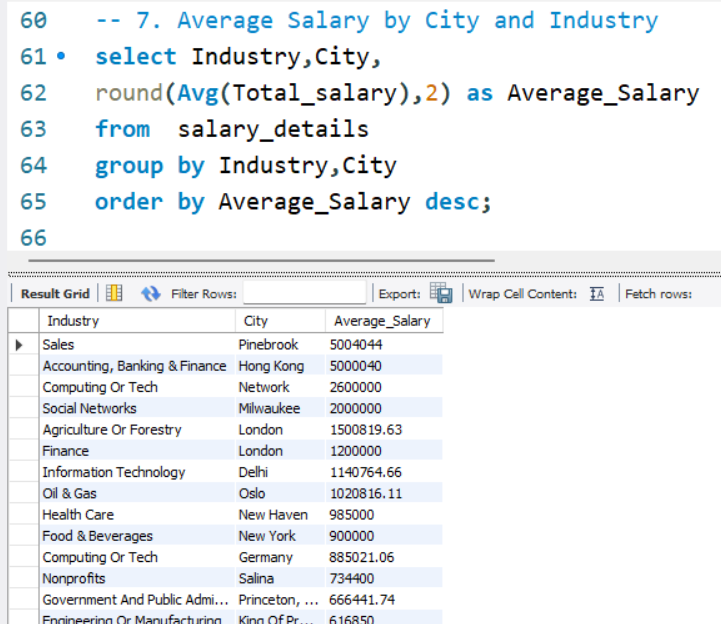 60 -- 7. Average Salary by City and Industry
61 select Industry,City,
62 round(Avg(Total_salary),2) as Average_Salary
63 from salary_details
64 group by Industry,City
65 order by Average_Salary desc;
66
Result Grid Filter Rows: Export: Wrap Cell Content: IA Fetch rows:
Industry City Average_Salary
Sales Pinebrook 5004044
Accounting, Banking & Finance Hong Kong 5000040
Computing Or Tech Network 2600000
Social Networks Milwaukee 2000000
Agriculture Or Forestry London 1500819.63
Finance London 1200000
Information Technology Delhi 1140764.66
Oil & Gas Oslo 1020816.11
Health Care New Haven 985000
Food & Beverages New York 900000
Computing Or Tech Germany 885021.06
Nonprofits Salina 734400
Government And Public Admi... Princeton, ... 666441.74
Engineering Or Manufacturing King Of Pr... 616850